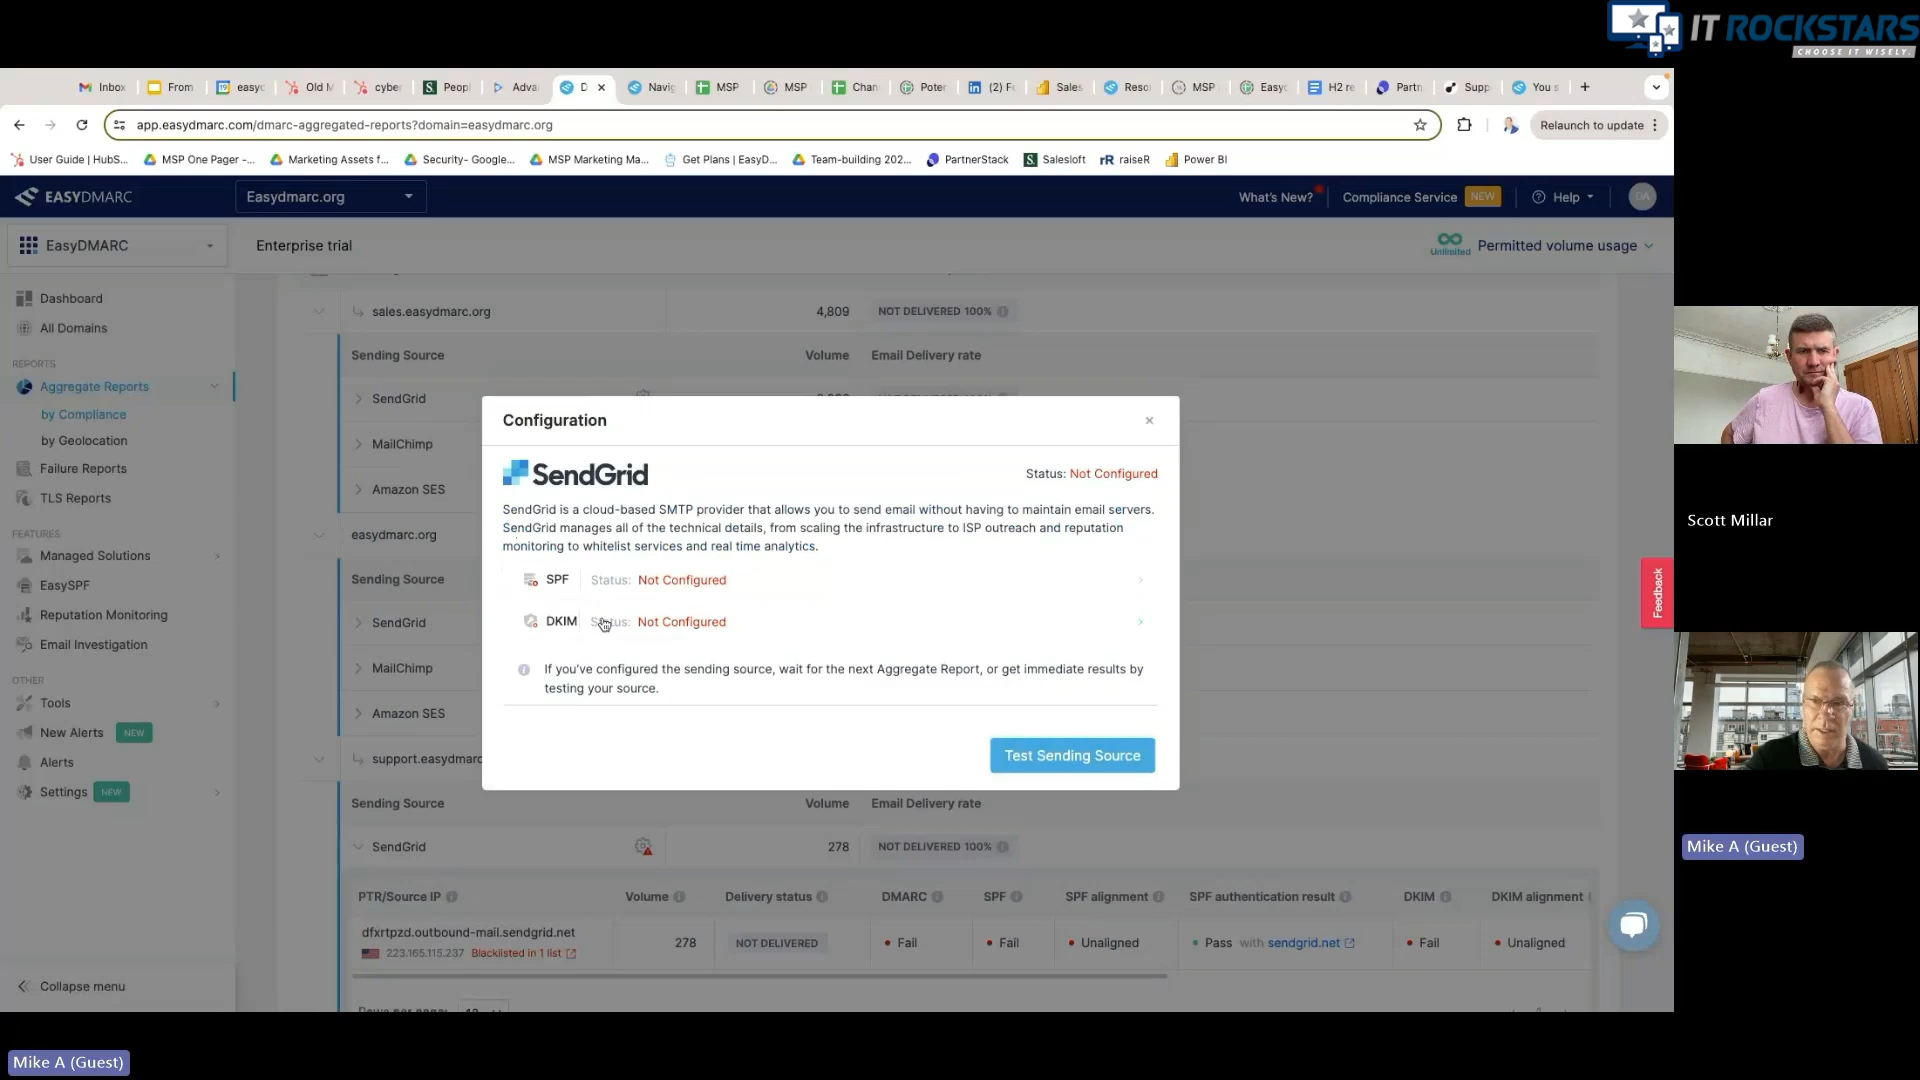 IT ROCKSTARS
CHOOSE IT WISELY.
Inbox
From
easy
Old M
cyber
Peopl
Adva
D
Navig
MSP
MSP
Chan
Poter
(2) F
Sales
Reso
MSP
Easy
H2 re
Partn
Supp
You s
app.easydmarc.com/dmarc-aggregated-reports?domain=easydmarc.org
Relaunch to update
User Guide | HubS...
MSP One Pager -...
Marketing Assets f...
Security- Google...
MSP Marketing Ma...
Get Plans | EasyD...
Team-building 202...
PartnerStack
Salesloft
rR raiseR
Power BI
EASYDMARC
Easydmarc.org
What's New?
Compliance Service NEW
Help
DA
EasyDMARC
Enterprise trial
Unlimited
Permitted volume usage
Dashboard
All Domains
REPORTS
Aggregate Reports
by Compliance
by Geolocation
Failure Reports
TLS Reports
FEATURES
Managed Solutions
EasySPF
Reputation Monitoring
Email Investigation
OTHER
Tools
New Alerts NEW
Alerts
Settings NEW
Collapse menu
sales.easydmarc.org 4,809 NOT DELIVERED 100%
Sending Source Volume Email Delivery rate
SendGrid
MailChimp
Amazon SES
easydmarc.org
Sending Source
SendGrid
MailChimp
Amazon SES
support.easydmarc
Sending Source Volume Email Delivery rate
SendGrid 278 NOT DELIVERED 100%
PTR/Source IP Volume Delivery status DMARC SPF SPF alignment SPF authentication result DKIM DKIM alignment
dfxrtpzd.outbound-mail.sendgrid.net
223.165.115.237 Blacklisted in 1 list
278 NOT DELIVERED Fail Fail Unaligned Pass with sendgrid.net Fail Unaligned
Configuration
SendGrid
Status: Not Configured
SendGrid is a cloud-based SMTP provider that allows you to send email without having to maintain email servers.
SendGrid manages all of the technical details, from scaling the infrastructure to ISP outreach and reputation
monitoring to whitelist services and real time analytics.
SPF Status: Not Configured
DKIM Status: Not Configured
If you've configured the sending source, wait for the next Aggregate Report, or get immediate results by
testing your source.
Test Sending Source
Feedback
Scott Millar
Mike A (Guest)
Mike A (Guest)